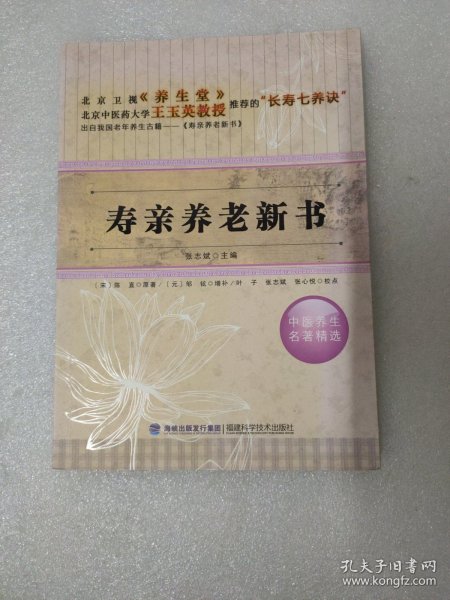 北京卫视《养生堂》
北京中医药大学王玉英教授推荐的“长寿七养诀”
出自我国老年养生古籍——《寿亲养老新书》
寿亲养老新书
张志斌○主编
(宋)陈 直○原著/(元)邹 铉○增补/叶 子 张志斌 张心悦○校点
中医养生
名著精选
海峡出版发行集团
福建科学技术出版社
孔夫子旧书网
www.kongfz.com